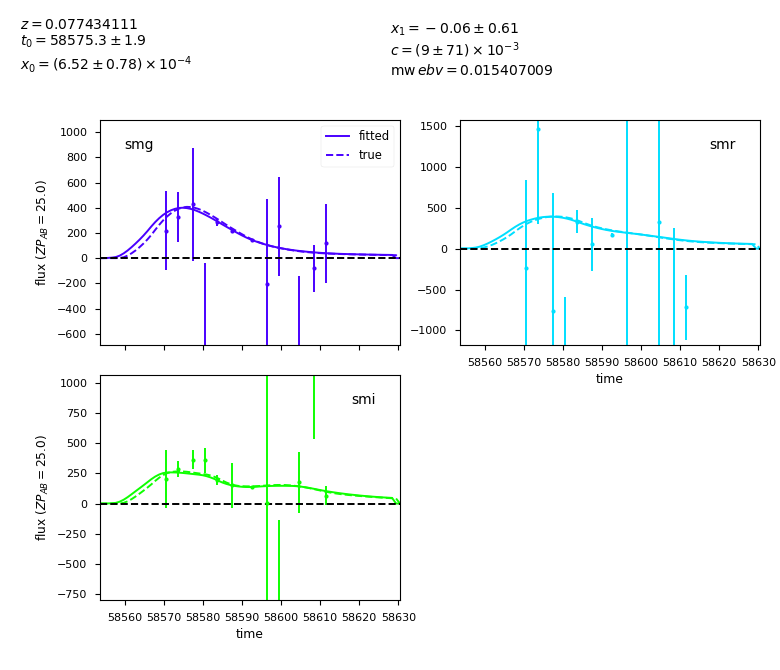 z = 0.077434111
t₀ = 58575.3 ± 1.9
x₀ = (6.52 ± 0.78) × 10⁻⁴
x₁ = −0.06 ± 0.61
c = (9 ± 71) × 10⁻³
mw ebv = 0.015407009
smg
fitted
true
1000
800
600
400
200
0
−200
−400
−600
flux (ZP_AB = 25.0)
smr
1500
1000
500
0
−500
−1000
58560 58570 58580 58590 58600 58610 58620 58630
time
smi
1000
750
500
250
0
−250
−500
−750
flux (ZP_AB = 25.0)
58560 58570 58580 58590 58600 58610 58620 58630
time